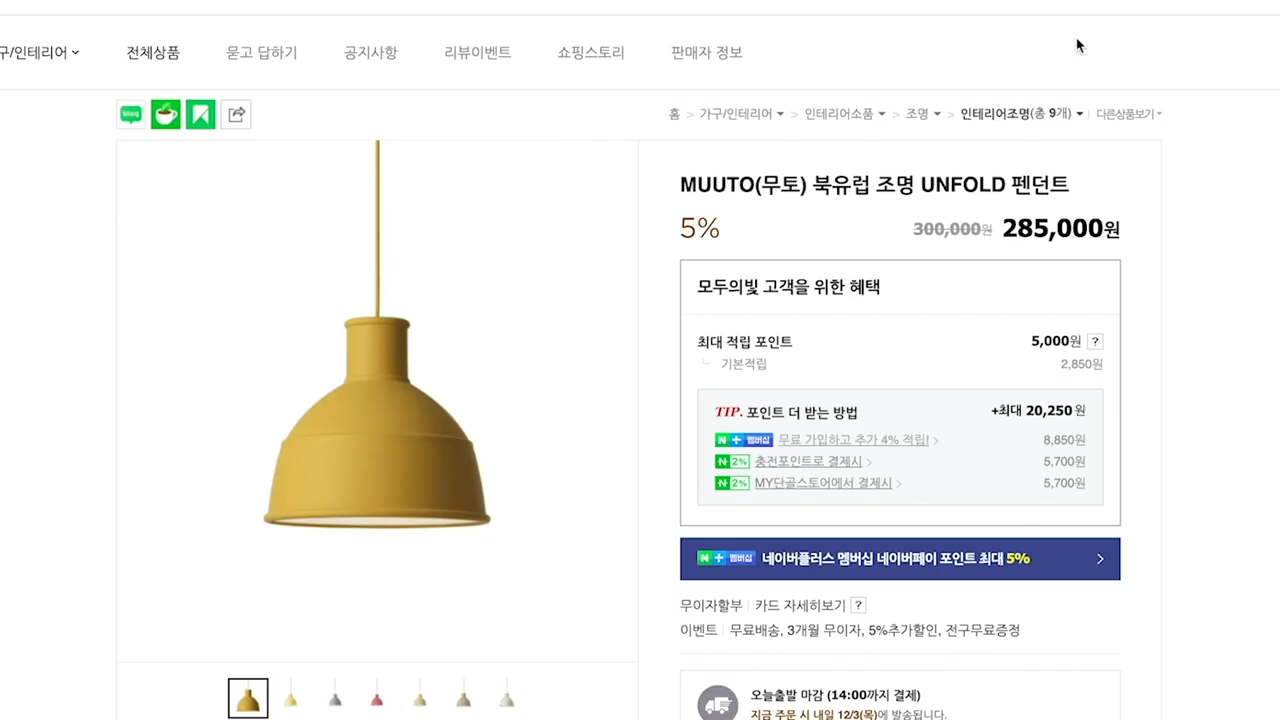 구/인테리어 전체상품 묻고 답하기 공지사항 리뷰이벤트 쇼핑스토리 판매자 정보
blog
홈 > 가구/인테리어 > 인테리어소품 > 조명 > 인테리어조명(총 9개) 다른상품보기
MUUTO(무토) 북유럽 조명 UNFOLD 펜던트
5% 300,000원 285,000원
모두의빛 고객을 위한 혜택
최대 적립 포인트 5,000원 ?
기본적립 2,850원
TIP. 포인트 더 받는 방법 +최대 20,250원
N + 멤버십 무료 가입하고 추가 4% 적립! > 8,850원
N 2% 충전포인트로 결제시 > 5,700원
N 2% MY단골스토어에서 결제시 > 5,700원
N + 멤버십 네이버플러스 멤버십 네이버페이 포인트 최대 5% >
무이자할부 카드 자세히보기 ?
이벤트 무료배송, 3개월 무이자, 5%추가할인, 전구무료증정
오늘출발 마감 (14:00까지 결제)
지금 주문 시 내일 12/3(목)에 발송됩니다.